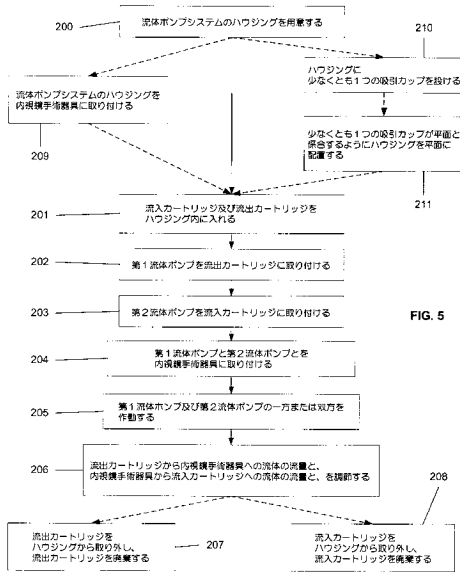 200
流体ポンプシステムのハウジングを用意する
210
ハウジングに
少なくとも1つの吸引カップを設ける
流体ポンプシステムのハウジングを
内視鏡手術器具に取り付ける
209
少なくとも1つの吸引カップが平面と
係合するようにハウジングを平面に
配置する
211
201
流入カートリッジ及び流出カートリッジを
ハウジング内に入れる
202
第1流体ポンプを流出カートリッジに取り付ける
203
第2流体ポンプを流入カートリッジに取り付ける
FIG. 5
204
第1流体ポンプと第2流体ポンプとを
内視鏡手術器具に取り付ける
205
第1流体ポンプ及び第2流体ポンプの一方または双方を
作動する
206
流出カートリッジから内視鏡手術器具への流体の流量と、
内視鏡手術器具から流入カートリッジへの流体の流量と、を調節する
208
流出カートリッジを
ハウジングから取り外し、
流出カートリッジを廃棄する
207
流入カートリッジを
ハウジングから取り外し、
流入カートリッジを廃棄する